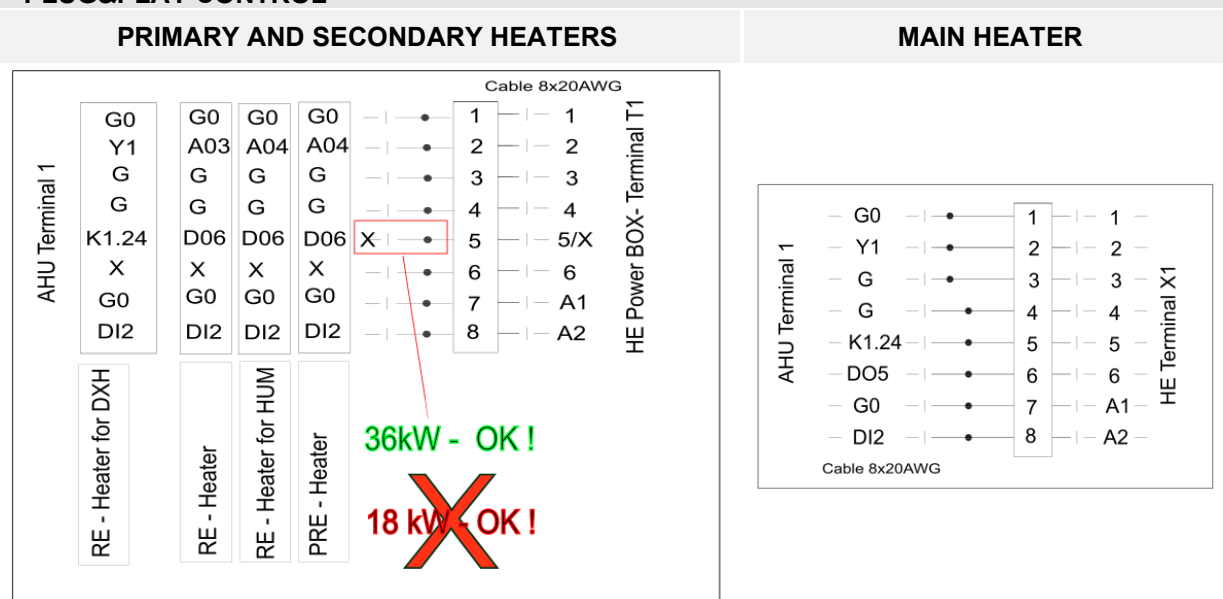 PLUG&PLAY CONTROL
PRIMARY AND SECONDARY HEATERS
MAIN HEATER
Cable 8x20AWG
AHU Terminal 1
G0 G0 G0 G0 1 1
Y1 A03 A04 A04 2 2
G G G G 3 3
G G G G 4 4
K1.24 D06 D06 D06 X 5 5/X
X X X X 6 6
G0 G0 G0 G0 7 A1
DI2 DI2 DI2 DI2 8 A2
HE Power BOX- Terminal T1
RE - Heater for DXH
RE - Heater
RE - Heater for HUM
PRE - Heater
36kW - OK !
18 kW - OK !
X
AHU Terminal 1
G0 1 1
Y1 2 2
G 3 3
G 4 4
K1.24 5 5
DO5 6 6
G0 7 A1
DI2 8 A2
HE Terminal X1
Cable 8x20AWG